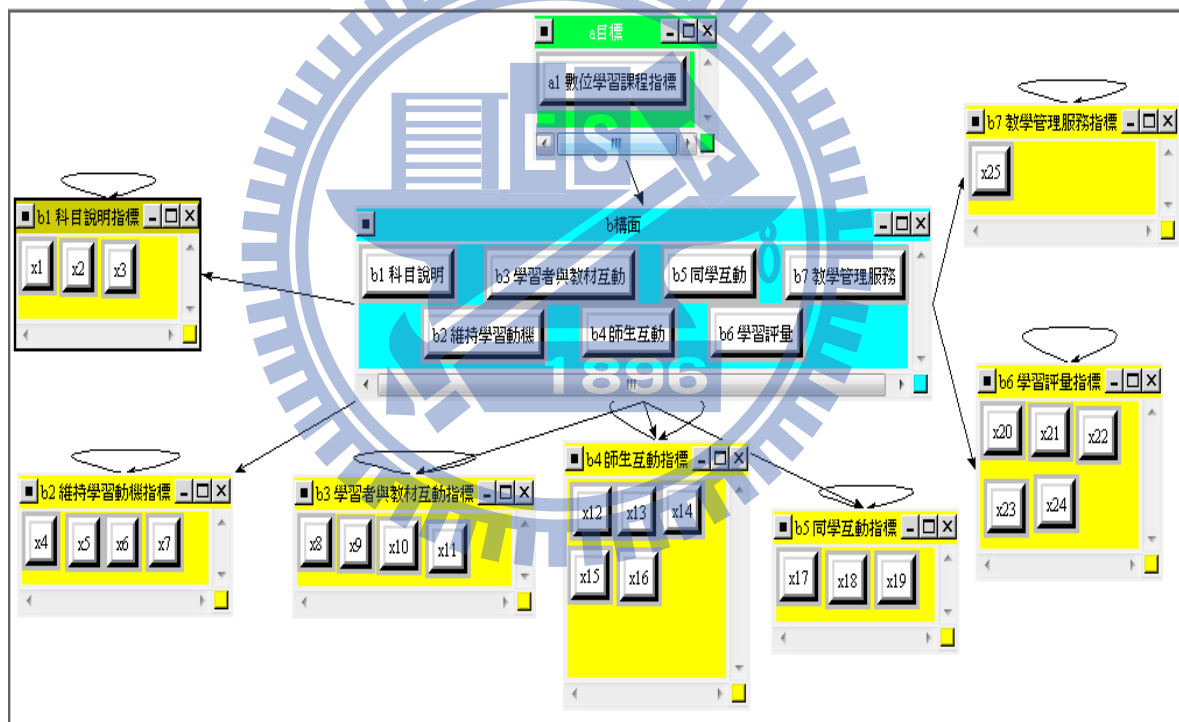 a目標
a1 數位學習課程指標
b7 教學管理服務指標
x25
b1 科目說明指標
x1 x2 x3
b構面
b1 科目說明 b3 學習者與教材互動 b5 同學互動 b7 教學管理服務
b2 維持學習動機 b4 師生互動 b6 學習評量
ES A
8
1896
b6 學習評量指標
x20 x21 x22
x23 x24
b2 維持學習動機指標
x4 x5 x6 x7
b3 學習者與教材互動指標
x8 x9 x10 x11
b4 師生互動指標
x12 x13 x14
x15 x16
b5 同學互動指標
x17 x18 x19